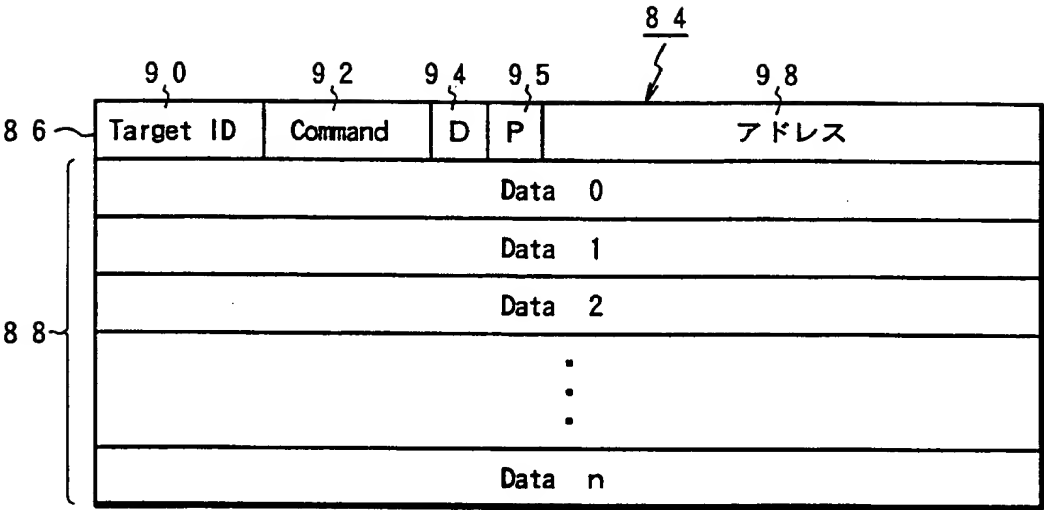 84
90 92 94 95 98
86 Target ID Command D P アドレス
Data 0
Data 1
Data 2
88
Data n